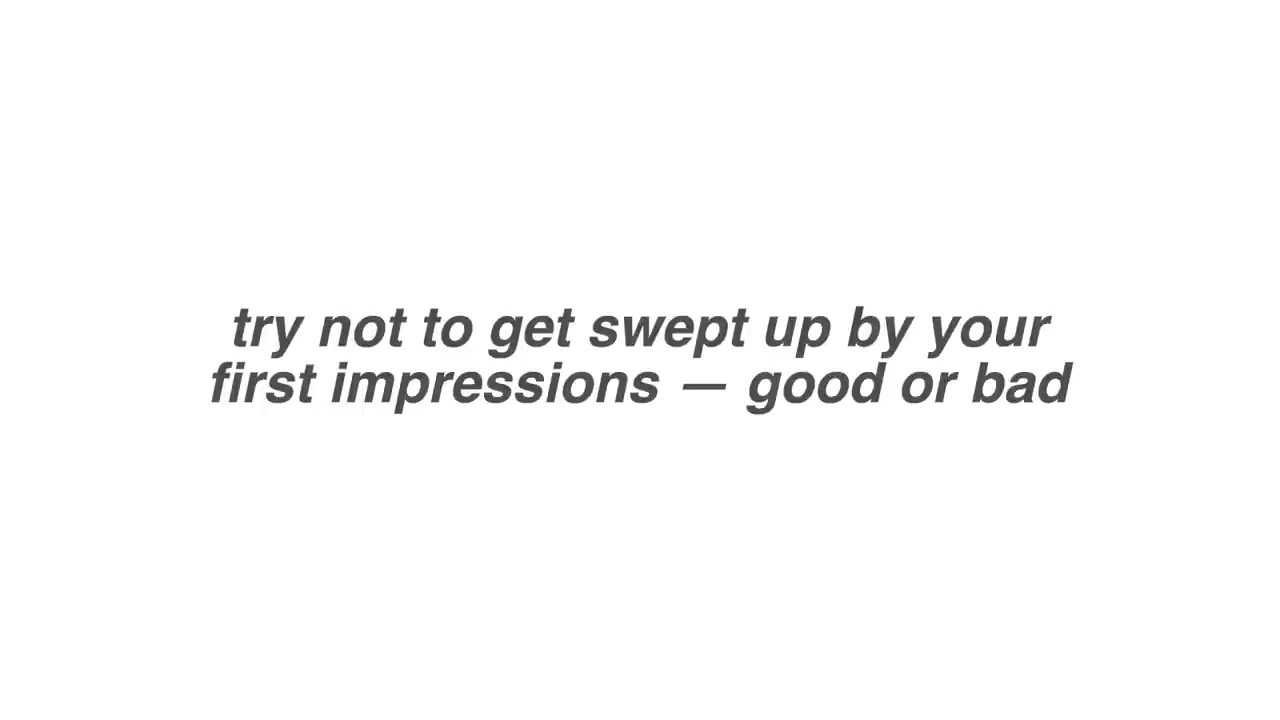 try not to get swept up by your
first impressions — good or bad